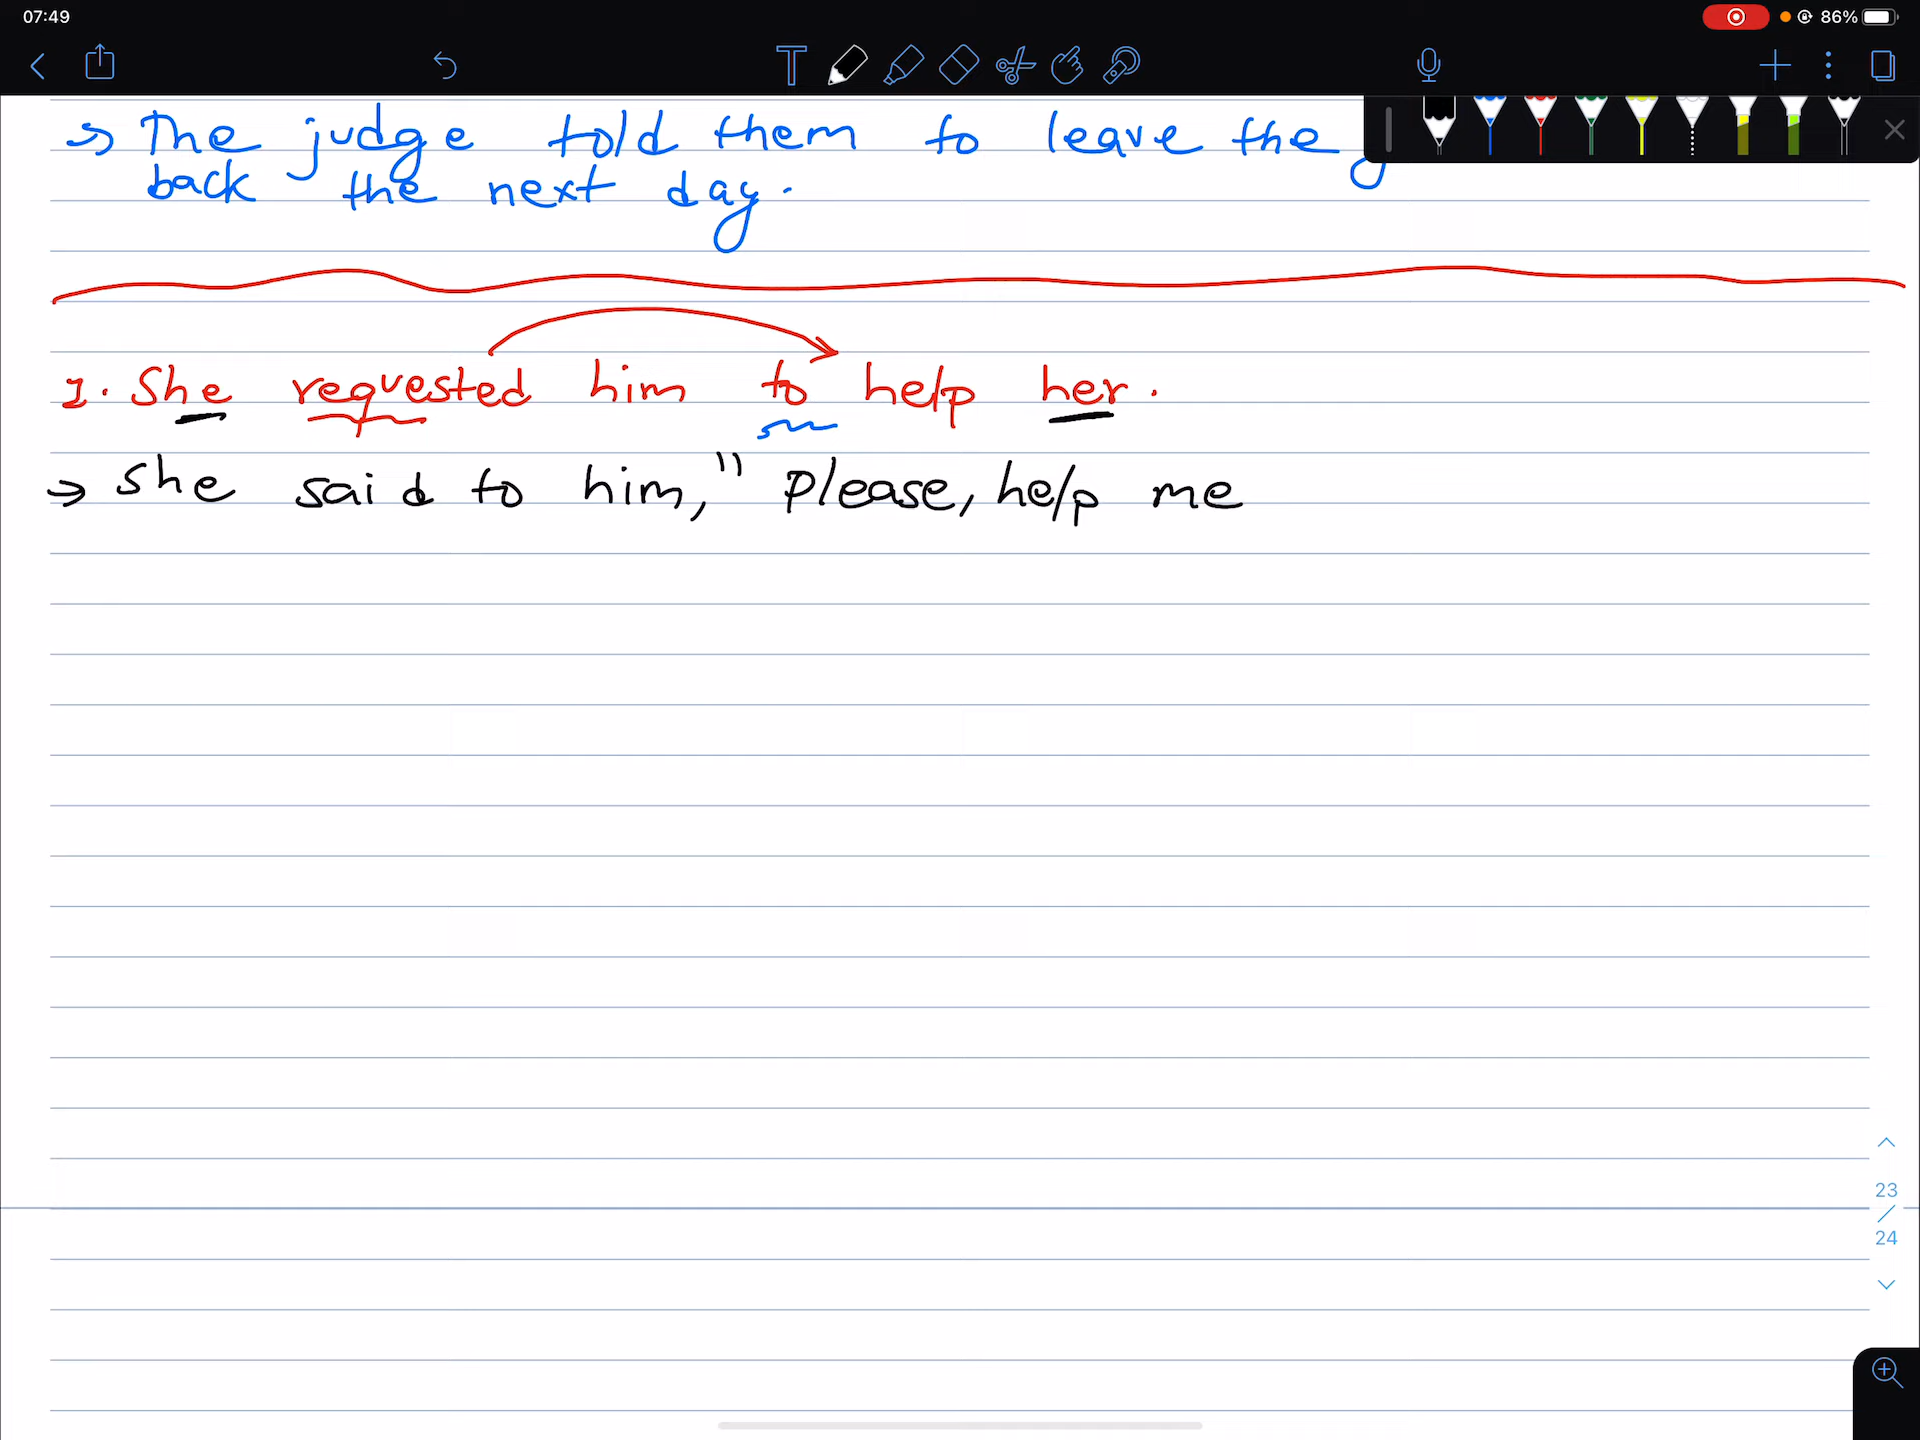 07:49
86%
→ The judge told them to leave the
back the next day.
1. She requested him to help her.
→ She said to him," please, help me
23
/
24